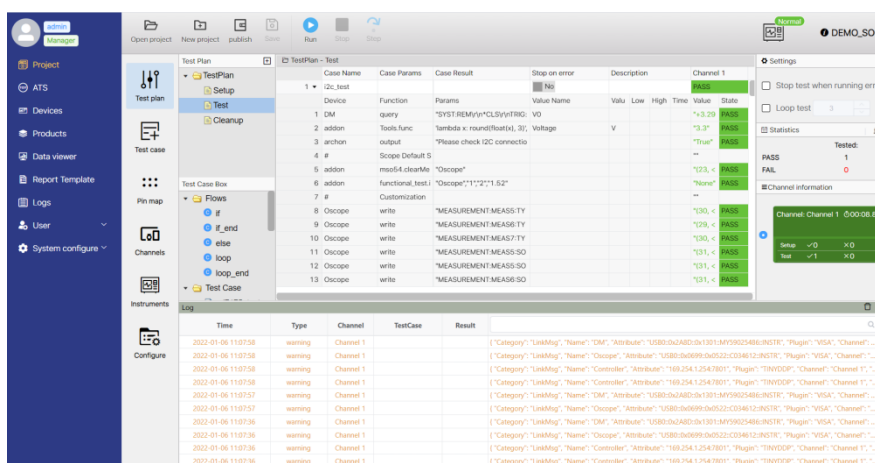 admin
Manager
Project
ATS
Devices
Products
Data viewer
Report Template
Logs
User
System configure
Open project New project publish Save Run Stop Step
Normal
DEMO_SO
Test plan
Test case
Pin map
Channels
Instruments
Configure
Test Plan
TestPlan
Setup
Test
Cleanup
Test Case Box
Flows
if
if_end
else
loop
loop_end
Test Case
TestPlan - Test
Case Name Case Params Case Result Stop on error Description Channel 1
1 i2c_test No PASS
Device Function Params Value Name Valu Low High Time Value State
1 DM query "SYST:REM\r\n*CLS\r\nTRIG: V0 "+3.29 PASS
2 addon Tools.func "lambda x: round(float(x), 3)", Voltage V "3.3" PASS
3 archon output "Please check I2C connectio "True" PASS
4 # Scope Default S ""
5 addon mso54.clearMe "Oscope" "(23, < PASS
6 addon functional_test.i "Oscope","1","2","1.52" "None" PASS
7 # Customization ""
8 Oscope write "MEASUREMENT:MEAS5:TY "(30, < PASS
9 Oscope write "MEASUREMENT:MEAS6:TY "(29, < PASS
10 Oscope write "MEASUREMENT:MEAS7:TY "(30, < PASS
11 Oscope write "MEASUREMENT:MEAS5:SO "(31, < PASS
12 Oscope write "MEASUREMENT:MEAS5:SO "(31, < PASS
13 Oscope write "MEASUREMENT:MEAS6:SO "(31, < PASS
Settings
Stop test when running err
Loop test 3
Statistics
Tested:
PASS 1
FAIL 0
Channel information
Channel: Channel 1 00:08.8
Setup 0 0
Test 1 0
Log
Time Type Channel TestCase Result
2022-01-06 11:07:58 warning Channel 1 { "Category": "LinkMsg", "Name": "DM", "Attribute": "USB0::0x2A8D::0x1301::MY59025486::INSTR", "Plugin": "VISA", "Channel": ...
2022-01-06 11:07:58 warning Channel 1 { "Category": "LinkMsg", "Name": "Oscope", "Attribute": "USB0::0x0699::0x0522::C034612::INSTR", "Plugin": "VISA", "Channel": ...
2022-01-06 11:07:58 warning Channel 1 { "Category": "LinkMsg", "Name": "Controller", "Attribute": "169.254.1.254:7801", "Plugin": "TINYDDP", "Channel": "Channel 1", "...
2022-01-06 11:07:57 warning Channel 1 { "Category": "LinkMsg", "Name": "DM", "Attribute": "USB0::0x2A8D::0x1301::MY59025486::INSTR", "Plugin": "VISA", "Channel": ...
2022-01-06 11:07:57 warning Channel 1 { "Category": "LinkMsg", "Name": "Oscope", "Attribute": "USB0::0x0699::0x0522::C034612::INSTR", "Plugin": "VISA", "Channel": ...
2022-01-06 11:07:36 warning Channel 1 { "Category": "LinkMsg", "Name": "DM", "Attribute": "USB0::0x2A8D::0x1301::MY59025486::INSTR", "Plugin": "VISA", "Channel": ...
2022-01-06 11:07:36 warning Channel 1 { "Category": "LinkMsg", "Name": "Oscope", "Attribute": "USB0::0x0699::0x0522::C034612::INSTR", "Plugin": "VISA", "Channel": ...
2022-01-06 11:07:36 warning Channel 1 { "Category": "LinkMsg", "Name": "Controller", "Attribute": "169.254.1.254:7801", "Plugin": "TINYDDP", "Channel": "Channel 1", "...
2022-01-06 11:07:36 warning Channel 1 { "Category": "LinkMsg", "Name": "Controller", "Attribute": "169.254.1.254:7801", "Plugin": "TINYDDP", "Channel": "Channel 1", "...